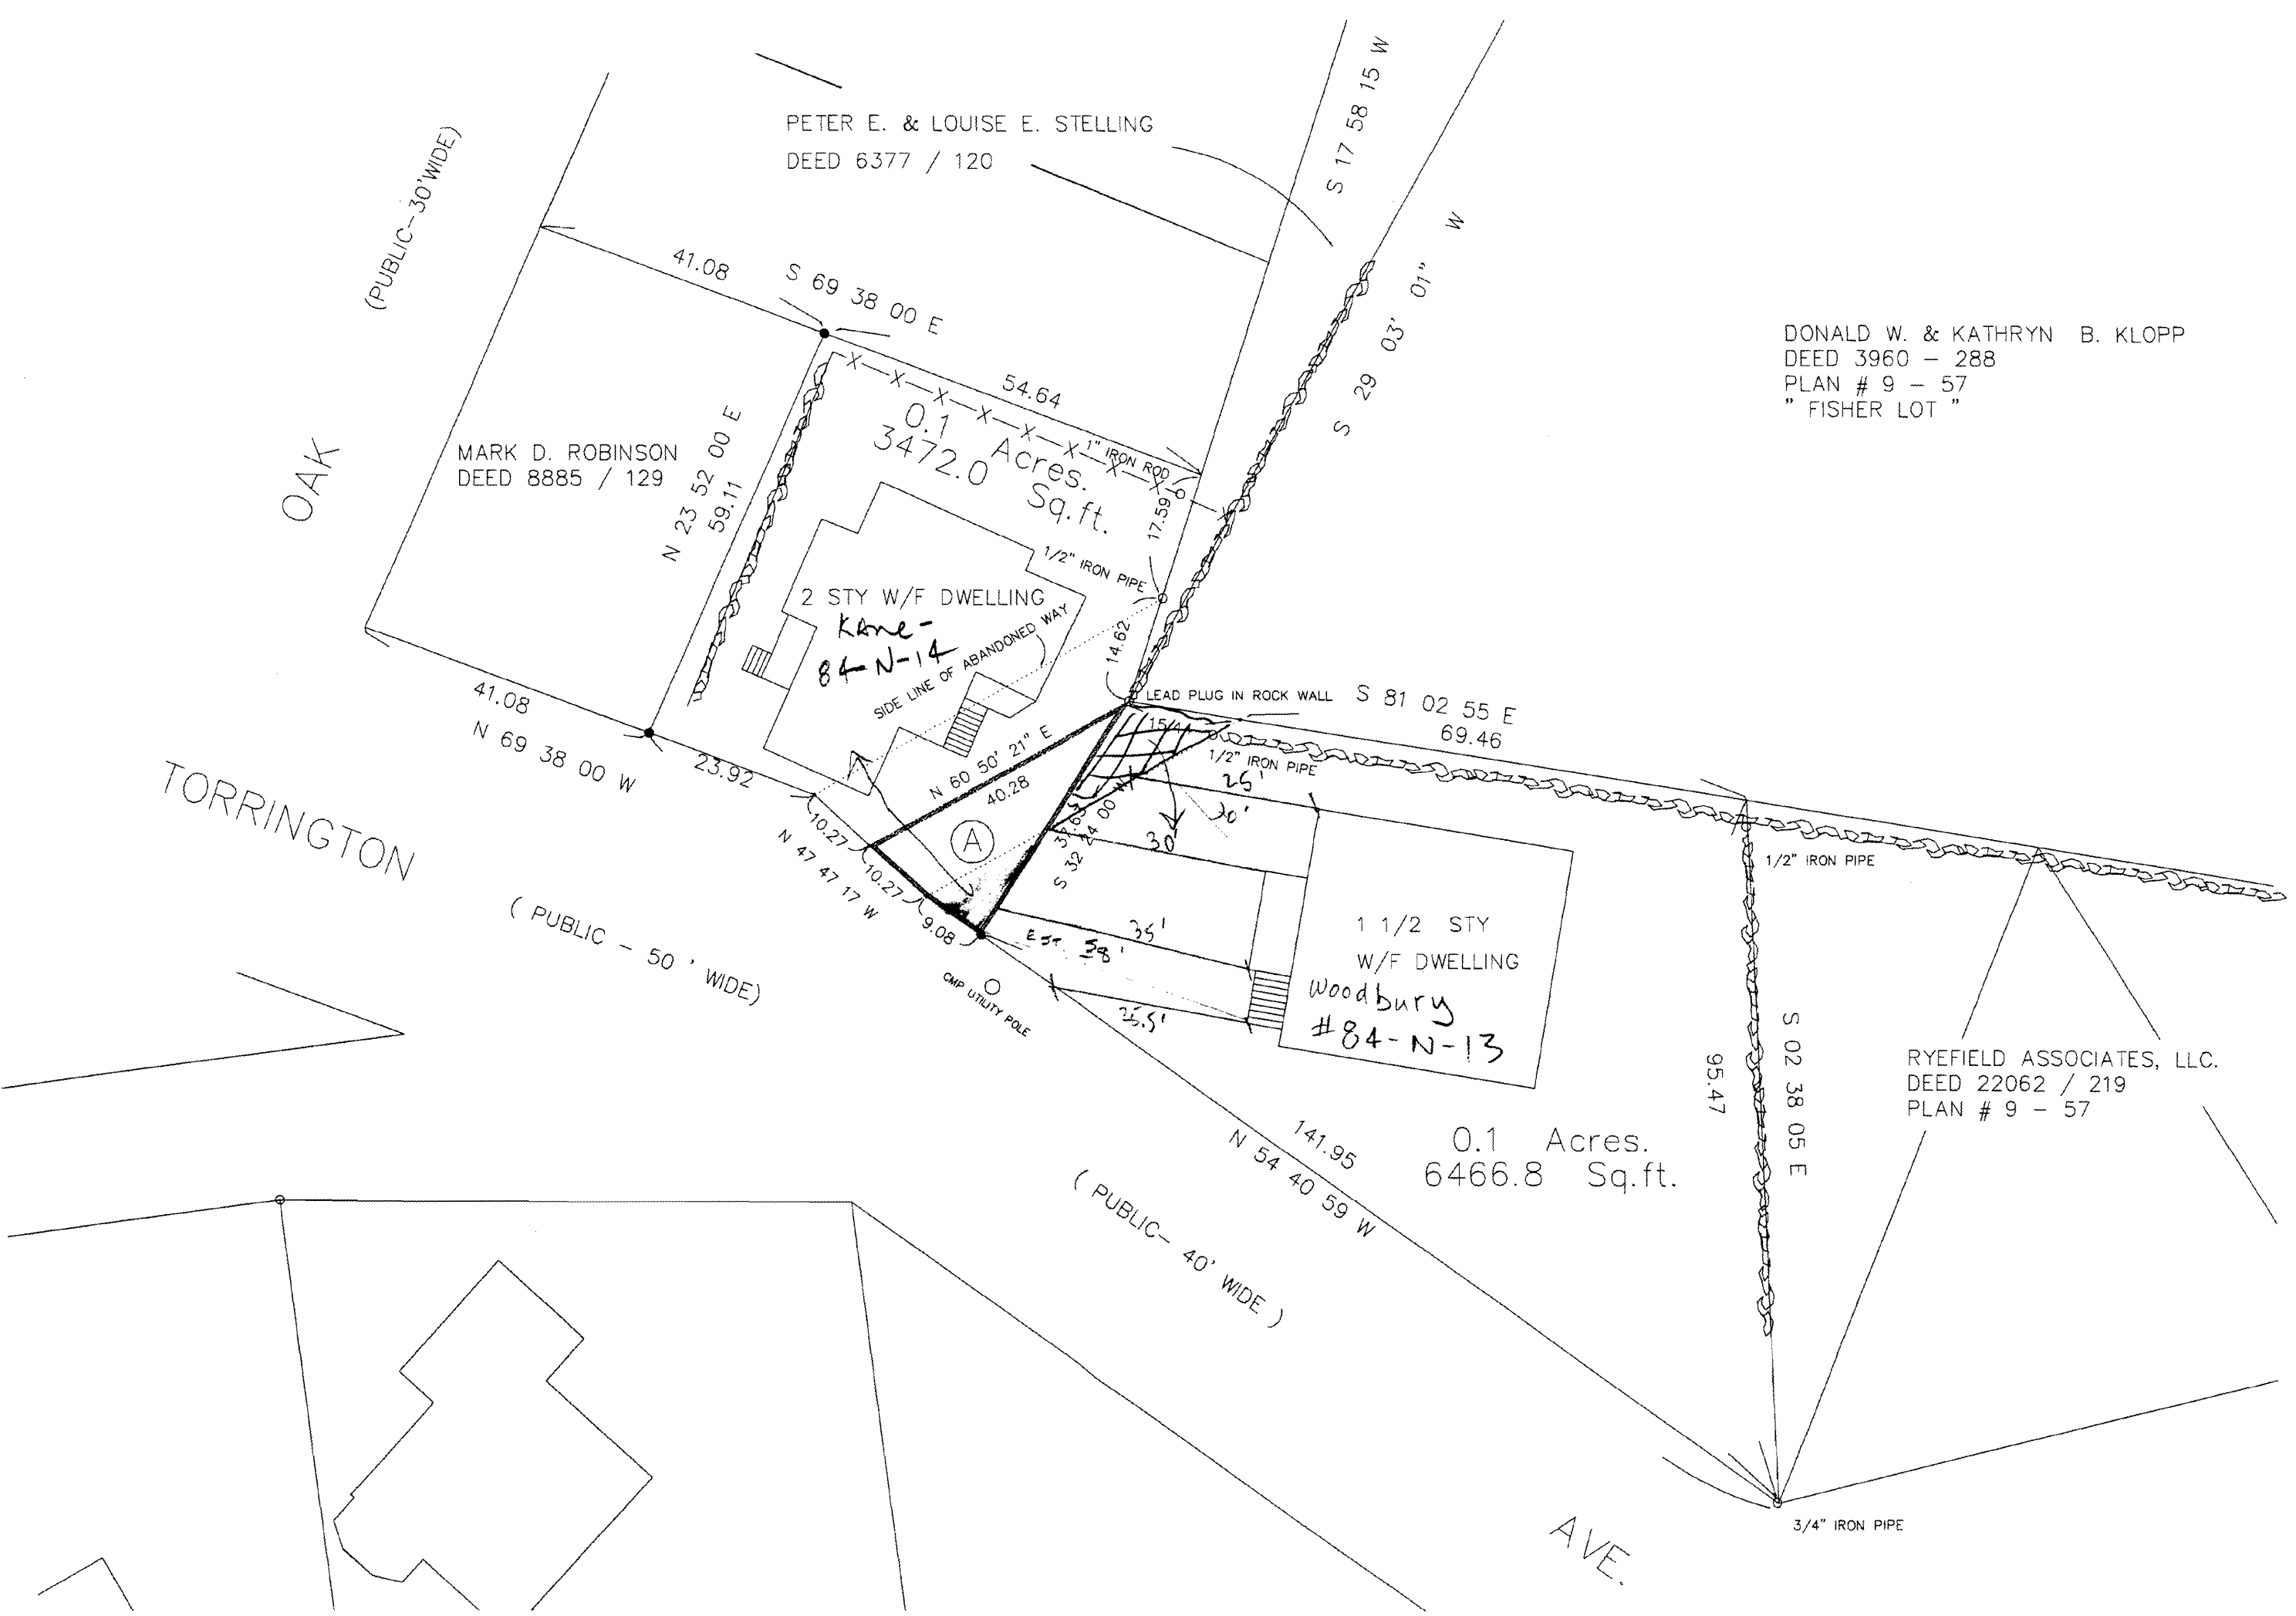 PETER E. & LOUISE E. STELLING
DEED 6377 / 120
S 17 58 15 W
S 29 03' 01" W
(PUBLIC-30'WIDE)
OAK
41.08
S 69 38 00 E
DONALD W. & KATHRYN B. KLOPP
DEED 3960 - 288
PLAN # 9 - 57
" FISHER LOT "
MARK D. ROBINSON
DEED 8885 / 129
N 23 52 00 E
59.11
54.64
0.1 Acres.
3472.0 Sq.ft.
1" IRON ROD
17.59
1/2" IRON PIPE
2 STY W/F DWELLING
Kane-
84-N-14
SIDE LINE OF ABANDONED WAY
14.62
LEAD PLUG IN ROCK WALL
S 81 02 55 E
69.46
1/2" IRON PIPE
41.08
N 69 38 00 W
23.92
N 60 50' 21" E
40.28
10.27
N 47 47 17 W
10.27
9.08
A
S 32 24 00 W
25'
20'
30'
35'
EST. 38'
25.5'
CMP UTILITY POLE
TORRINGTON
( PUBLIC - 50 ' WIDE)
1 1/2 STY
W/F DWELLING
Woodbury
#84-N-13
1/2" IRON PIPE
S 02 38 05 E
95.47
RYEFIELD ASSOCIATES, LLC.
DEED 22062 / 219
PLAN # 9 - 57
0.1 Acres.
6466.8 Sq.ft.
141.95
N 54 40 59 W
( PUBLIC- 40' WIDE )
AVE.
3/4" IRON PIPE